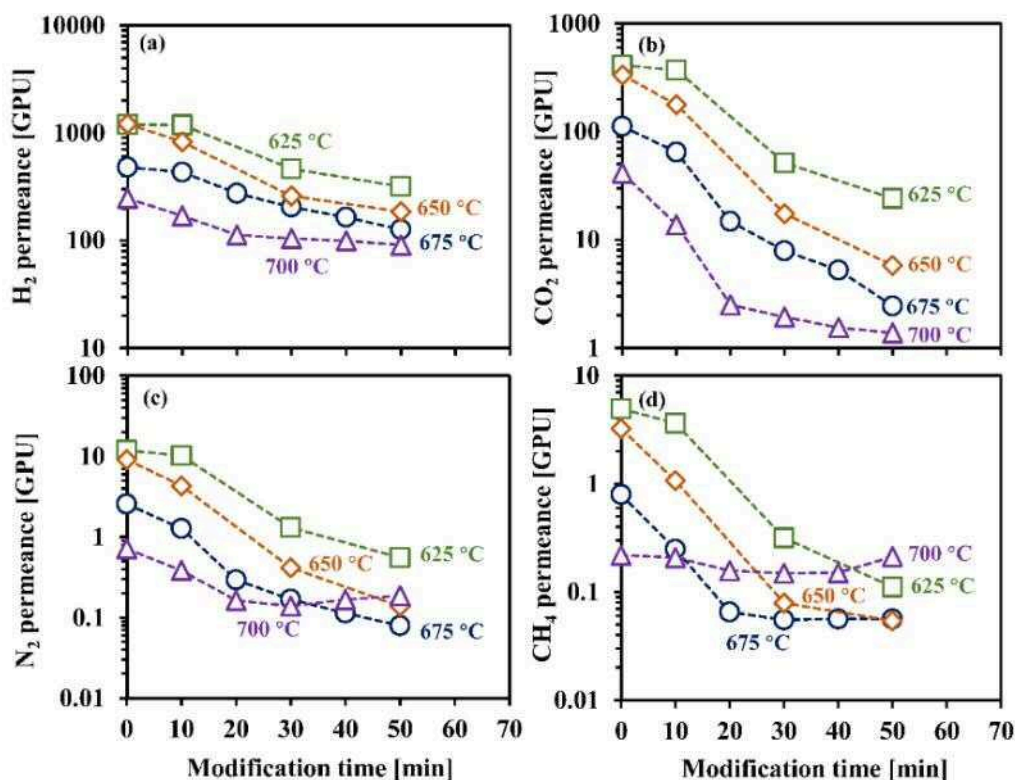 (a)
H₂ permeance [GPU]
10000
1000
100
10
625 °C
650 °C
675 °C
700 °C
(b)
CO₂ permeance [GPU]
1000
100
10
1
625 °C
650 °C
675 °C
700 °C
(c)
N₂ permeance [GPU]
100
10
1
0.1
0.01
625 °C
650 °C
700 °C
675 °C
0 10 20 30 40 50 60 70
Modification time [min]
(d)
CH₄ permeance [GPU]
10
1
0.1
0.01
700 °C
625 °C
650 °C
675 °C
0 10 20 30 40 50 60 70
Modification time [min]